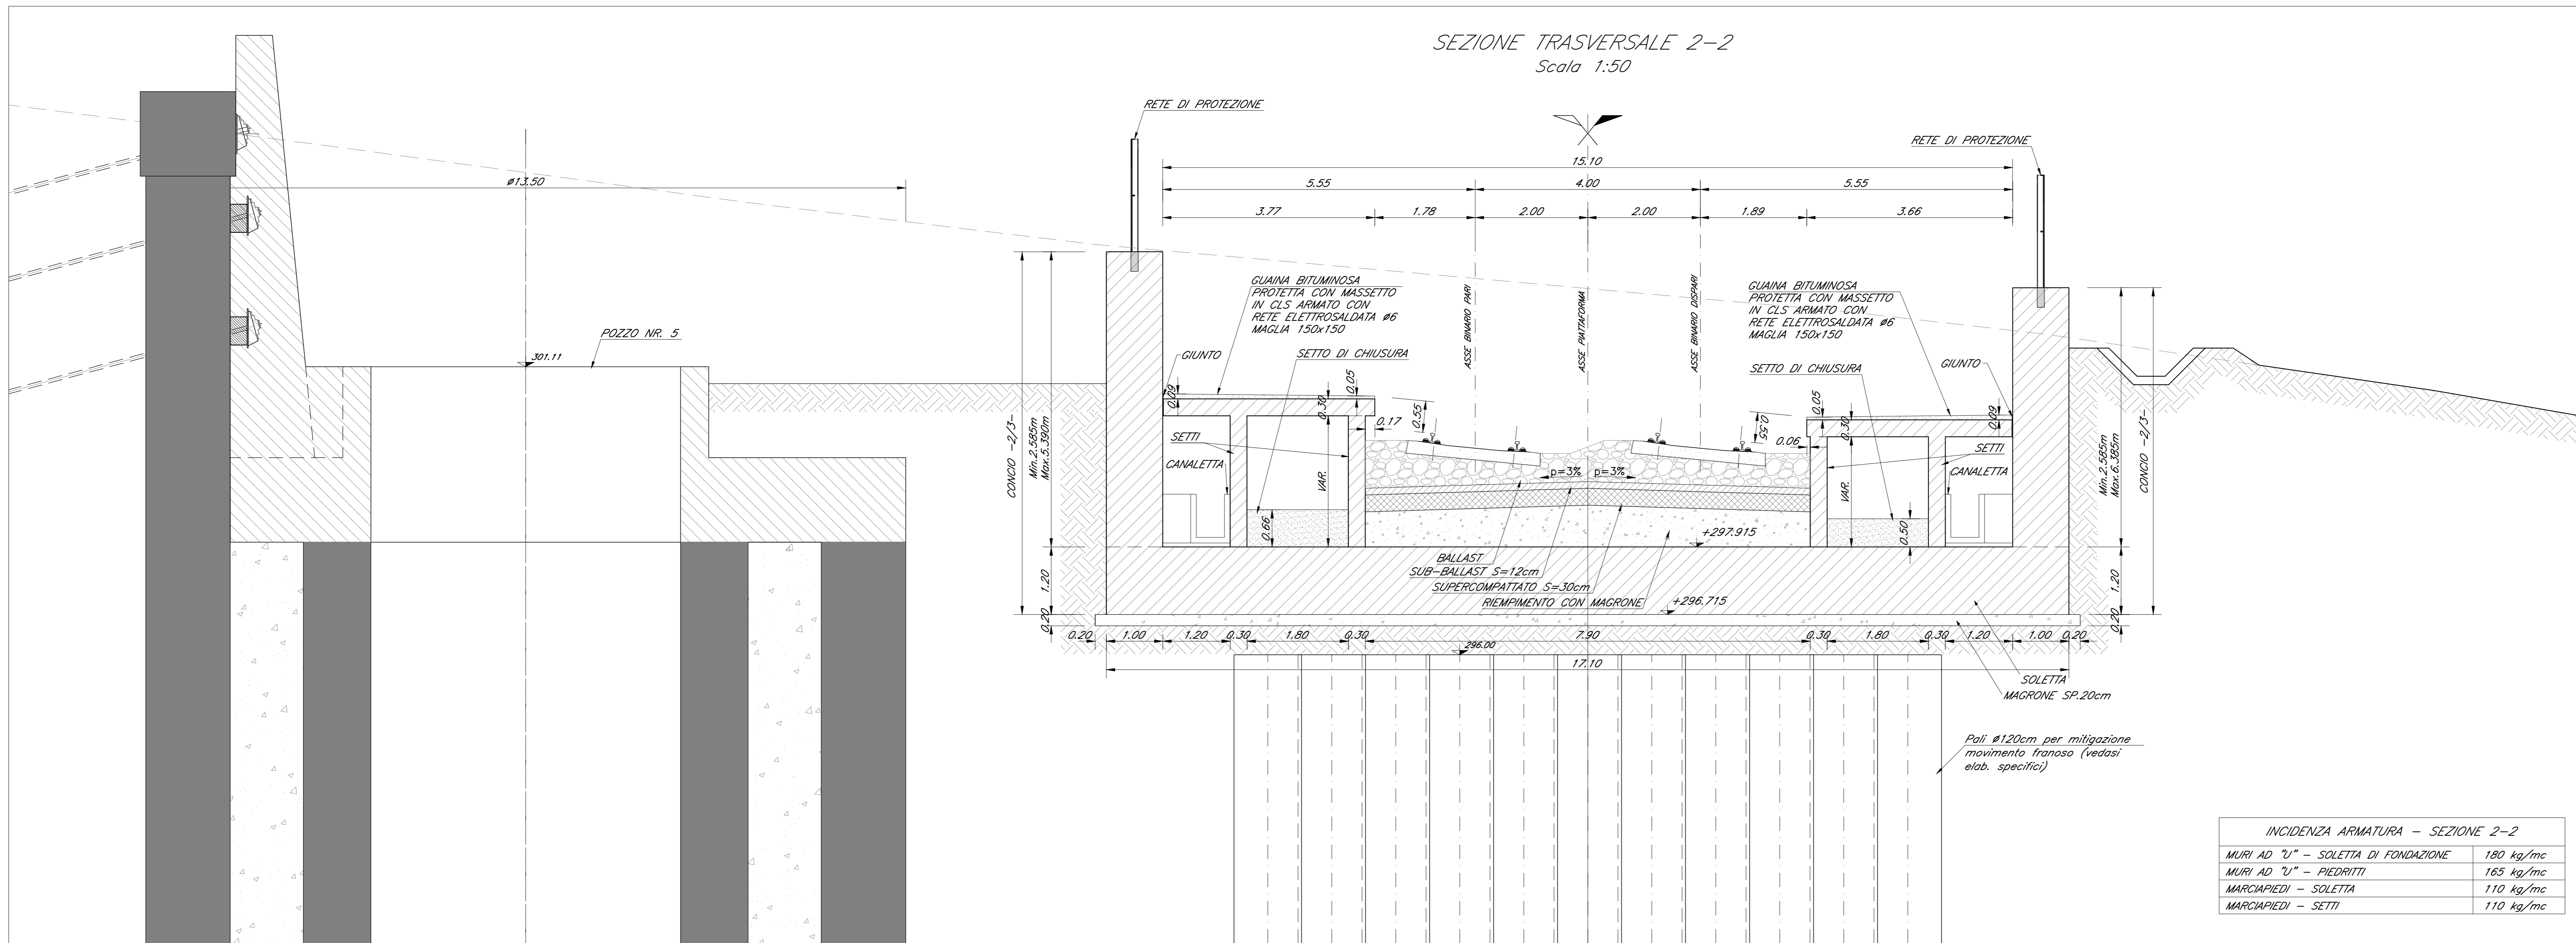 SEZIONE TRASVERSALE 2-2
Scala 1:50
RETE DI PROTEZIONE
RETE DI PROTEZIONE
15.10
ø13.50
5.55
4.00
5.55
3.77
1.78
2.00
2.00
1.89
3.66
GUAINA BITUMINOSA
PROTETTA CON MASSETTO
IN CLS ARMATO CON
RETE ELETTROSALDATA ø6
MAGLIA 150x150
ASSE BINARIO PARI
ASSE PIATTAFORMA
ASSE BINARIO DISPARI
GUAINA BITUMINOSA
PROTETTA CON MASSETTO
IN CLS ARMATO CON
RETE ELETTROSALDATA ø6
MAGLIA 150x150
POZZO NR. 5
301.11
GIUNTO
SETTO DI CHIUSURA
SETTO DI CHIUSURA
GIUNTO
0.09
0.30
0.05
0.55
0.17
0.55
0.06
0.05
0.30
0.09
CONCIO -2/3-
Min.2.585m
Max.5.390m
SETTI
CANALETTA
VAR.
0.66
p=3%
p=3%
VAR.
0.50
SETTI
CANALETTA
Min.2.585m
Max.6.385m
CONCIO -2/3-
+297.915
BALLAST
SUB-BALLAST S=12cm
SUPERCOMPATTATO S=30cm
RIEMPIMENTO CON MAGRONE
+296.715
1.20
0.20
1.20
0.20
0.20
1.00
1.20
0.30
1.80
0.30
7.90
0.30
1.80
0.30
1.20
1.00
0.20
296.00
17.10
SOLETTA
MAGRONE SP.20cm
Pali ø120cm per mitigazione
movimento franoso (vedasi
elab. specifici)
INCIDENZA ARMATURA - SEZIONE 2-2
MURI AD "U" - SOLETTA DI FONDAZIONE 180 kg/mc
MURI AD "U" - PIEDRITTI 165 kg/mc
MARCIAPIEDI - SOLETTA 110 kg/mc
MARCIAPIEDI - SETTI 110 kg/mc